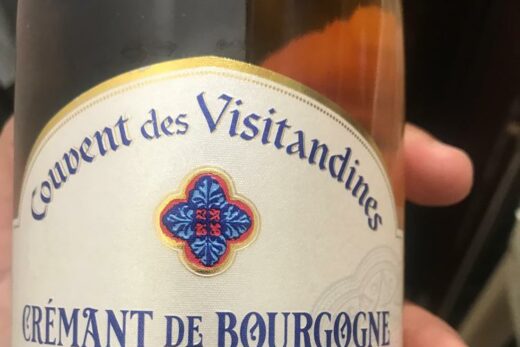 Couvent des Visitandines
CRÉMANT DE BOURGOGNE